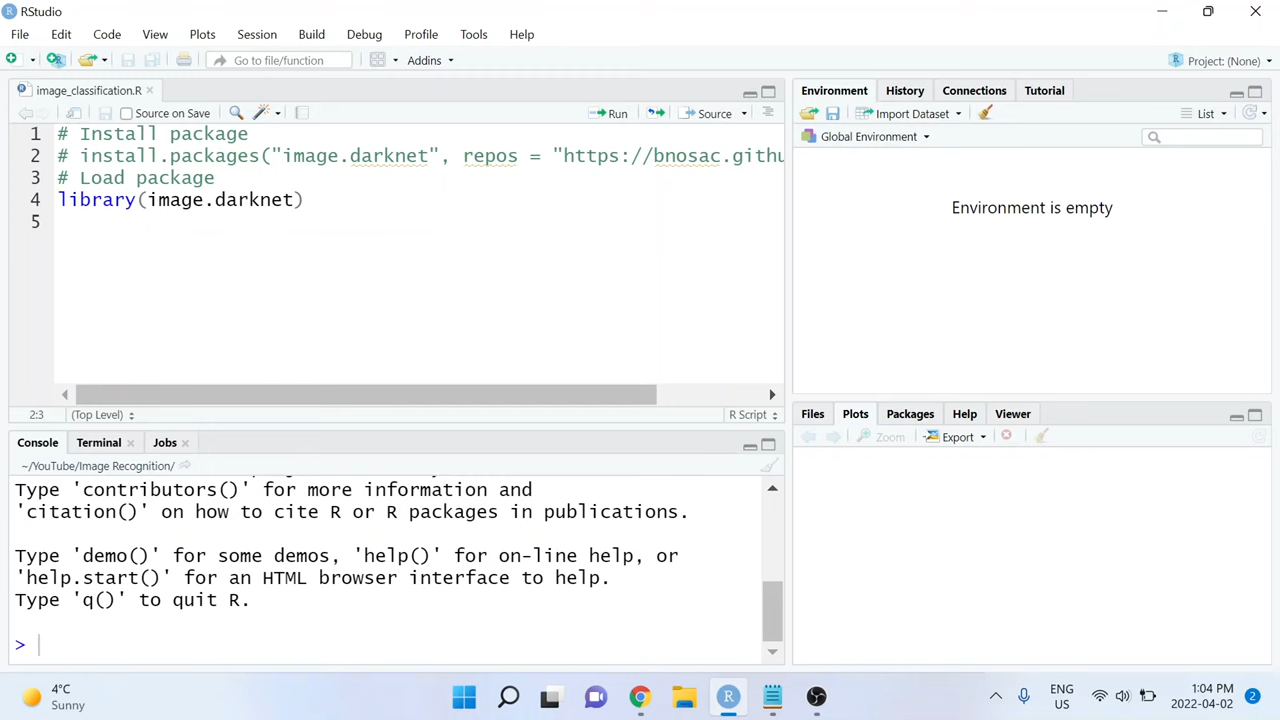 RStudio
File Edit Code View Plots Session Build Debug Profile Tools Help
Go to file/function Addins Project: (None)
image_classification.R
Source on Save Run Source
1 # Install package
2 # install.packages("image.darknet", repos = "https://bnosac.githu
3 # Load package
4 library(image.darknet)
5
2:3 (Top Level) R Script
Console Terminal Jobs
~/YouTube/Image Recognition/
Type 'contributors()' for more information and
'citation()' on how to cite R or R packages in publications.
Type 'demo()' for some demos, 'help()' for on-line help, or
'help.start()' for an HTML browser interface to help.
Type 'q()' to quit R.
>
Environment History Connections Tutorial
Import Dataset List
Global Environment
Environment is empty
Files Plots Packages Help Viewer
Zoom Export
4°C
Sunny
ENG
US
1:04 PM
2022-04-02
2